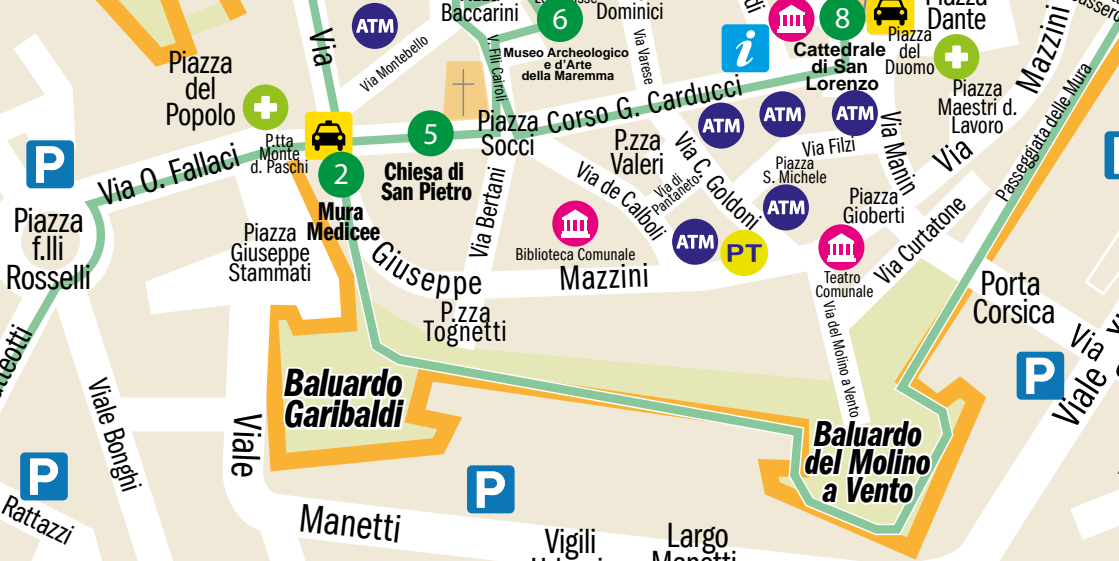 Piazza
Baccarini
6
Dominici
8
Piazza
Dante
Mazzini
ATM
Via
Via Montebello
V. F.lli Cairoli
Museo Archeologico
e d'Arte
della Maremma
Via Varese
i
Cattedrale
di San
Lorenzo
Piazza
del
Duomo
Piazza
Maestri d.
Lavoro
Passeggiata delle Mura
Piazza
del
Popolo
P
Via O. Fallaci
P.tta
Monte
d. Paschi
2
Mura
Medicee
5
Chiesa di
San Pietro
Piazza
Socci
Corso G. Carducci
P.zza
Valeri
ATM
ATM
ATM
Via Filzi
Via Manin
Via
Piazza
f.lli
Rosselli
Piazza
Giuseppe
Stammati
Giuseppe
Via Bertani
Via de Calboli
Via di
Pantaneto
Via C. Goldoni
Piazza
S. Michele
ATM
Piazza
Gioberti
Via Curtatone
Biblioteca Comunale
ATM
PT
Mazzini
Teatro
Comunale
Porta
Corsica
P.zza
Tognetti
Via del Molino a Vento
Via
Viale
P
Baluardo
Garibaldi
Viale Bonghi
Viale
Baluardo
del Molino
a Vento
P
P
Rattazzi
Manetti
Vigili
Largo
Manetti